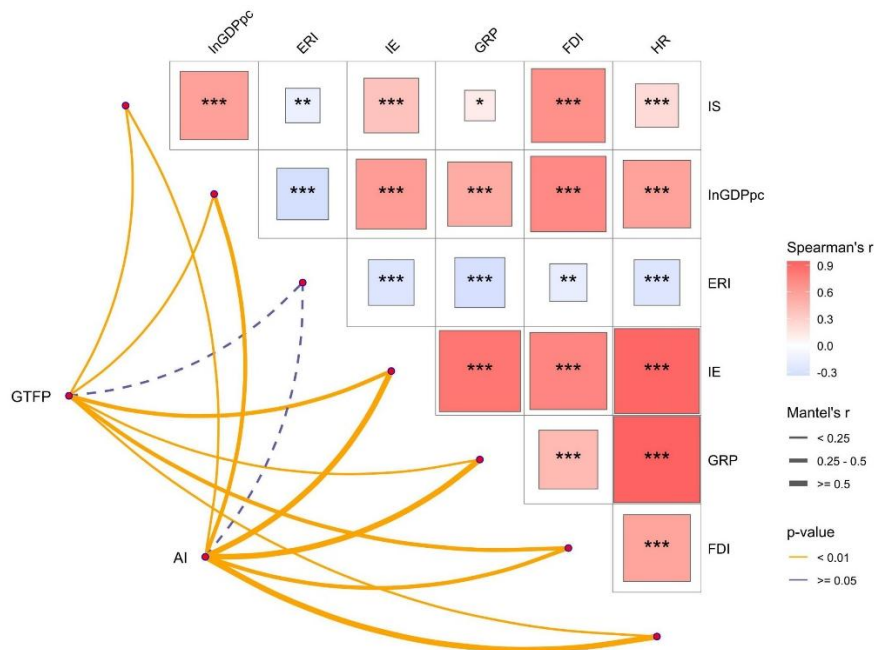 lnGDPpc ERI IE GRP FDI HR
*** ** *** * *** *** IS
*** *** *** *** *** lnGDPpc
*** *** ** *** ERI
*** *** *** IE
*** *** GRP
*** FDI
GTFP
AI
Spearman's r
0.9
0.6
0.3
0.0
-0.3
Mantel's r
< 0.25
0.25 - 0.5
>= 0.5
p-value
< 0.01
>= 0.05